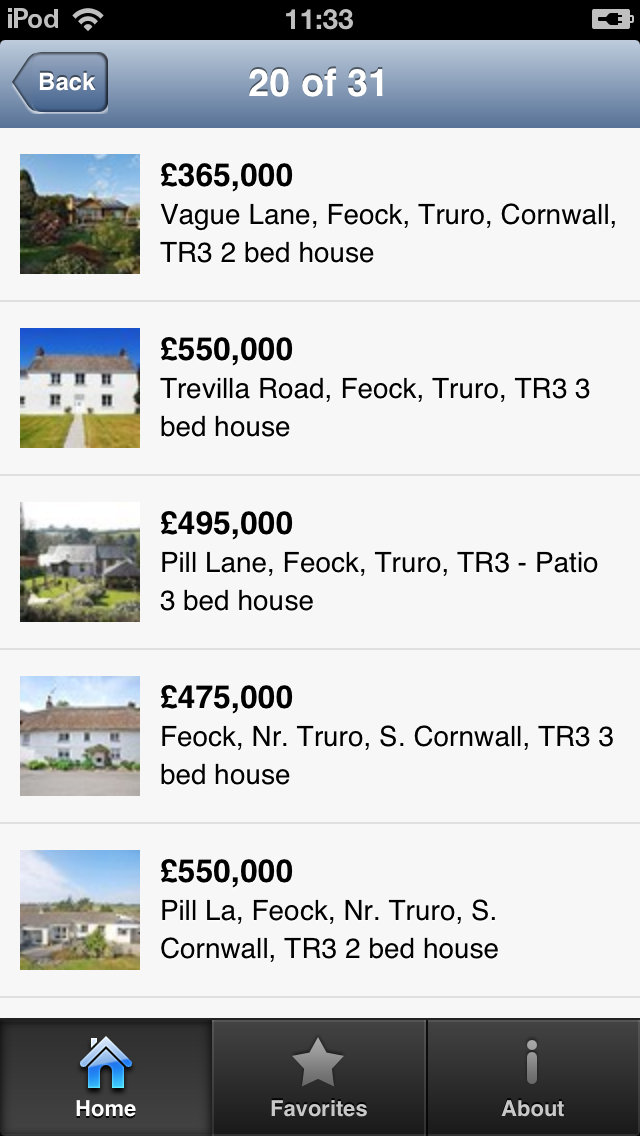 iPod 11:33
Back 20 of 31
£365,000
Vague Lane, Feock, Truro, Cornwall,
TR3 2 bed house
£550,000
Trevilla Road, Feock, Truro, TR3 3
bed house
£495,000
Pill Lane, Feock, Truro, TR3 - Patio
3 bed house
£475,000
Feock, Nr. Truro, S. Cornwall, TR3 3
bed house
£550,000
Pill La, Feock, Nr. Truro, S.
Cornwall, TR3 2 bed house
Home Favorites About